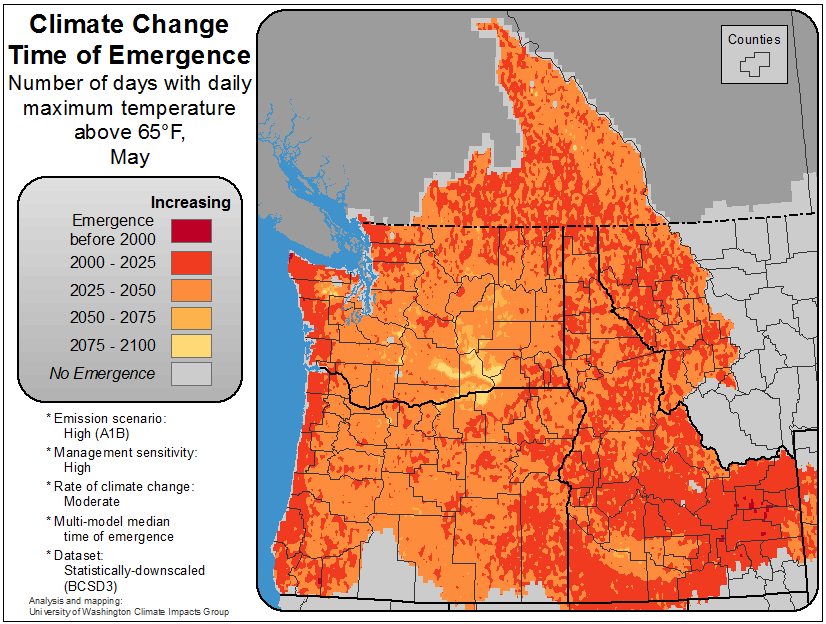 Climate Change
Time of Emergence
Number of days with daily
maximum temperature
above 65°F,
May
Increasing
Emergence
before 2000
2000 - 2025
2025 - 2050
2050 - 2075
2075 - 2100
No Emergence
* Emission scenario:
High (A1B)
* Management sensitivity:
High
* Rate of climate change:
Moderate
* Multi-model median
time of emergence
* Dataset:
Statistically-downscaled
(BCSD3)
Analysis and mapping:
University of Washington Climate Impacts Group
Counties